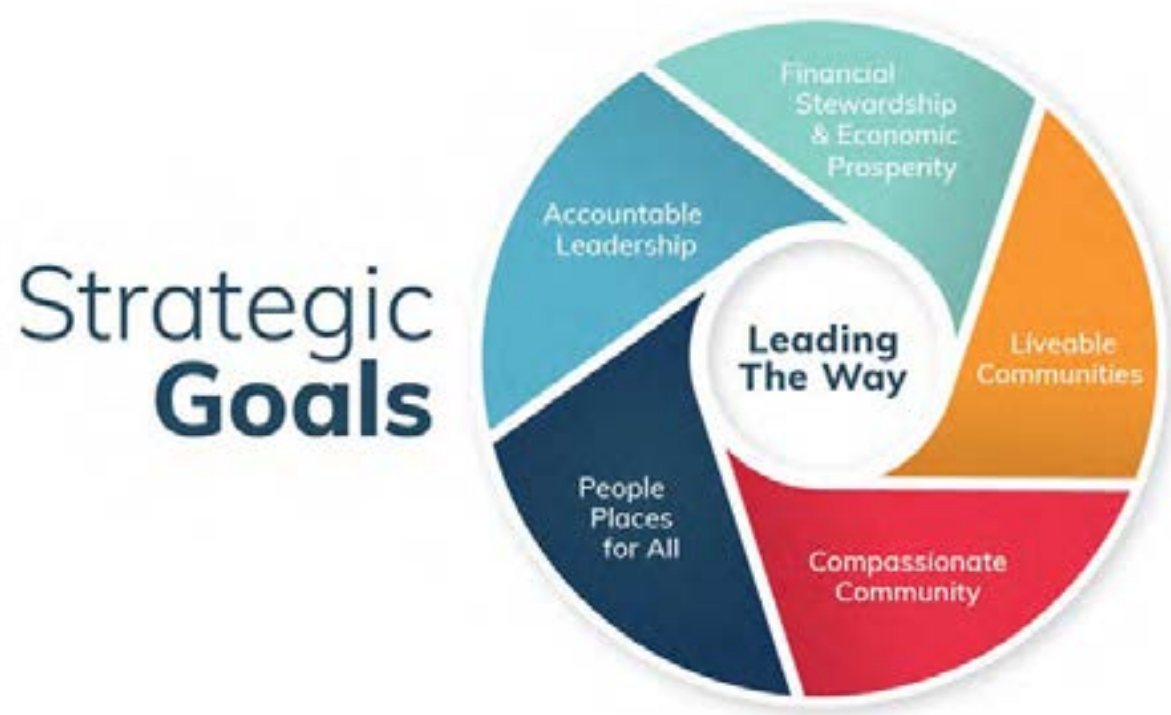 Strategic
Goals
Financial
Stewardship
& Economic
Prosperity
Accountable
Leadership
Leading
The Way
Liveable
Communities
People
Places
for All
Compassionate
Community